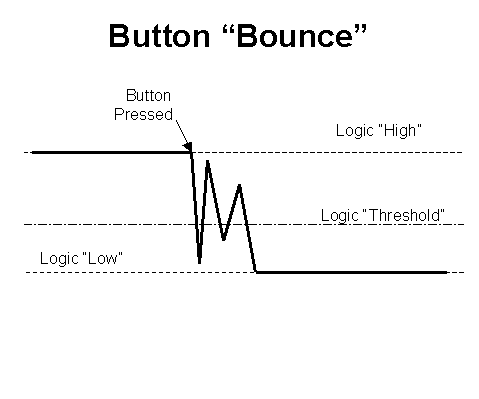 Button “Bounce”
Button
Pressed
Logic “High”
Logic “Threshold”
Logic “Low”